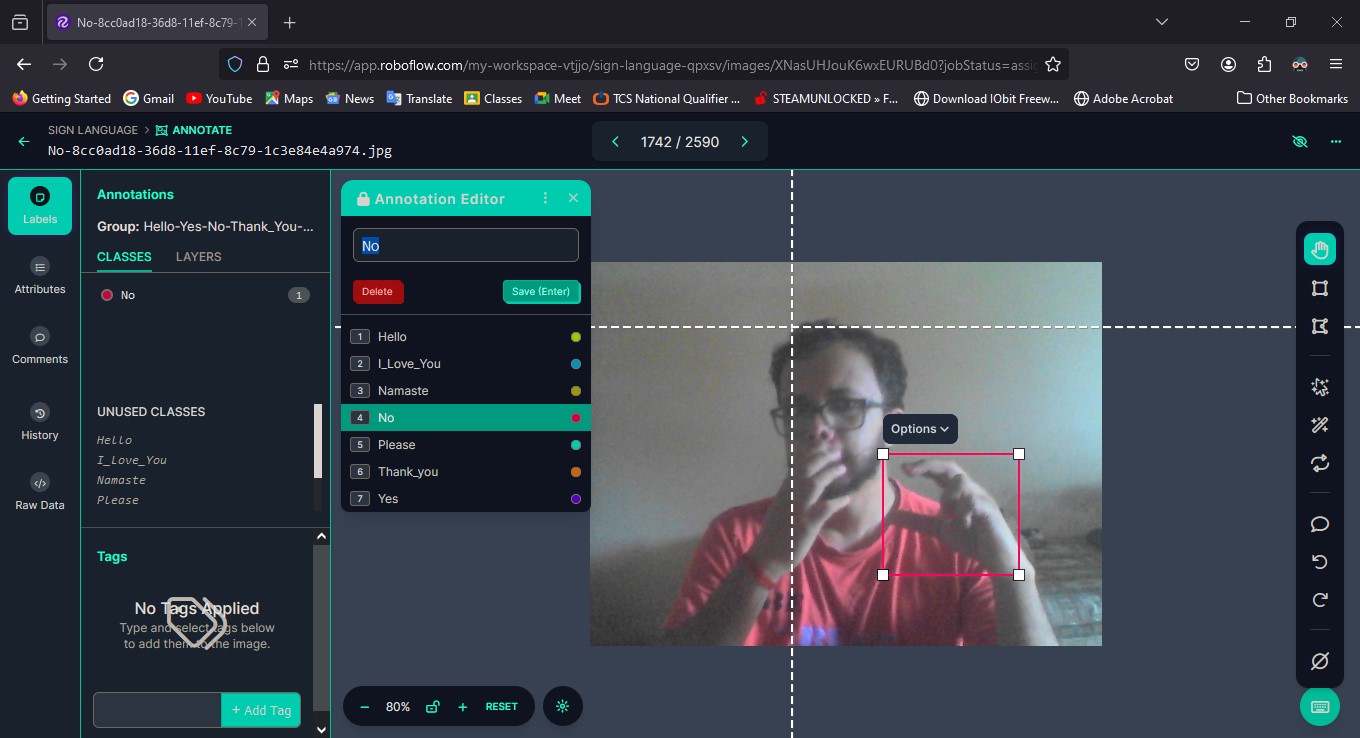 No-8cc0ad18-36d8-11ef-8c79-1
https://app.roboflow.com/my-workspace-vtjjo/sign-language-qpxsv/images/XNasUHJouK6wxEURUBd0?jobStatus=assi
Getting Started Gmail YouTube Maps News Translate Classes Meet TCS National Qualifier ... STEAMUNLOCKED » F... Download IObit Freew... Adobe Acrobat Other Bookmarks
SIGN LANGUAGE > ANNOTATE
No-8cc0ad18-36d8-11ef-8c79-1c3e84e4a974.jpg
1742 / 2590
Labels
Attributes
Comments
History
Raw Data
Annotations
Group: Hello-Yes-No-Thank_You-...
CLASSES LAYERS
No 1
UNUSED CLASSES
Hello
I_Love_You
Namaste
Please
Tags
No Tags Applied
Type and select tags below
to add them to the image.
+ Add Tag
Annotation Editor
No
Delete Save (Enter)
1 Hello
2 I_Love_You
3 Namaste
4 No
5 Please
6 Thank_you
7 Yes
Options
80% RESET